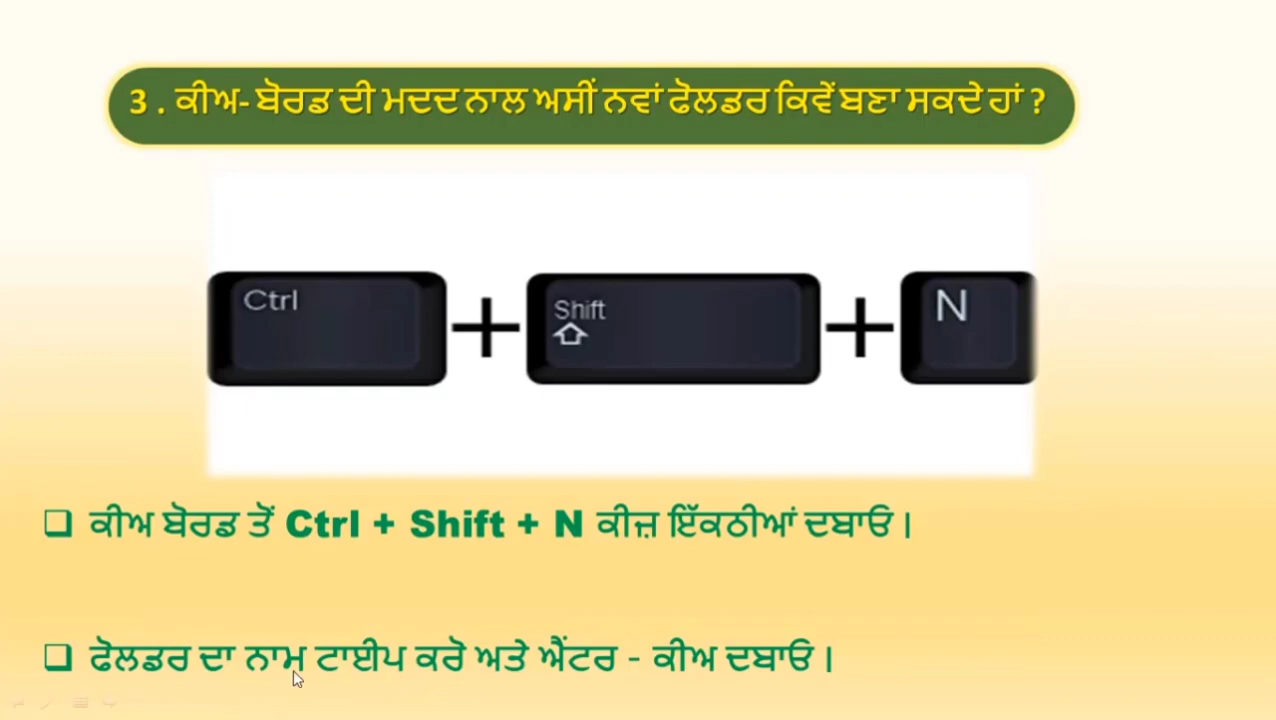 3 . ਕੀਅ- ਬੋਰਡ ਦੀ ਮਦਦ ਨਾਲ ਅਸੀਂ ਨਵਾਂ ਫੋਲਡਰ ਕਿਵੇਂ ਬਣਾ ਸਕਦੇ ਹਾਂ ?
Ctrl + Shift + N
ਕੀਅ ਬੋਰਡ ਤੋਂ Ctrl + Shift + N ਕੀਜ਼ ਇੱਕਠੀਆਂ ਦਬਾਓ।
ਫੋਲਡਰ ਦਾ ਨਾਮ ਟਾਈਪ ਕਰੋ ਅਤੇ ਐਂਟਰ - ਕੀਅ ਦਬਾਓ।